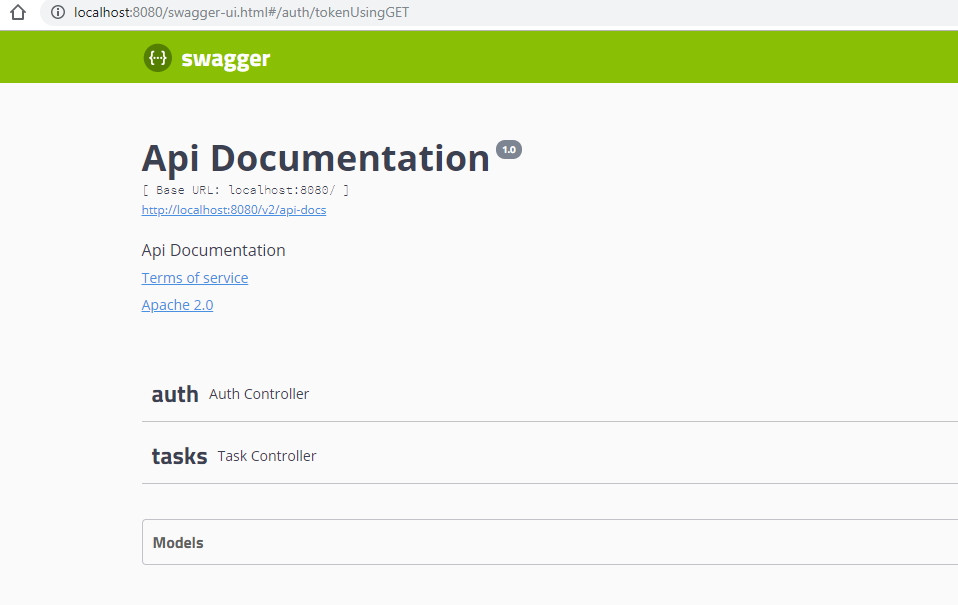 localhost:8080/swagger-ui.html#/auth/tokenUsingGET
{··} swagger
Api Documentation 1.0
[ Base URL: localhost:8080/ ]
http://localhost:8080/v2/api-docs
Api Documentation
Terms of service
Apache 2.0
auth Auth Controller
tasks Task Controller
Models